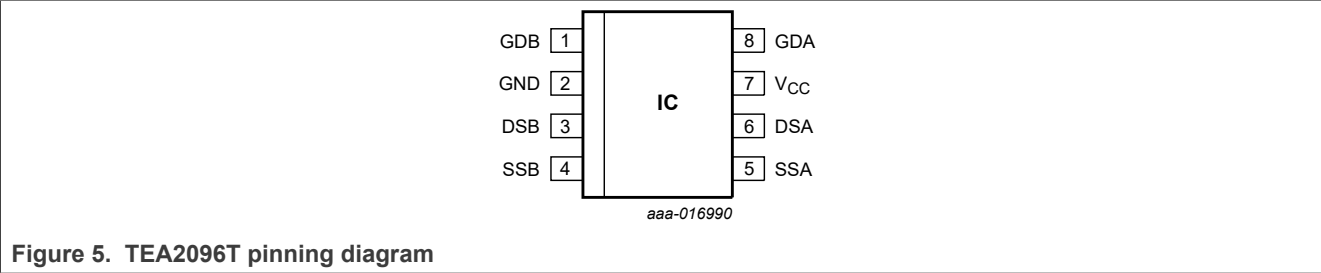 GDB 1 8 GDA
GND 2 7 VCC
IC
DSB 3 6 DSA
SSB 4 5 SSA
aaa-016990
Figure 5. TEA2096T pinning diagram